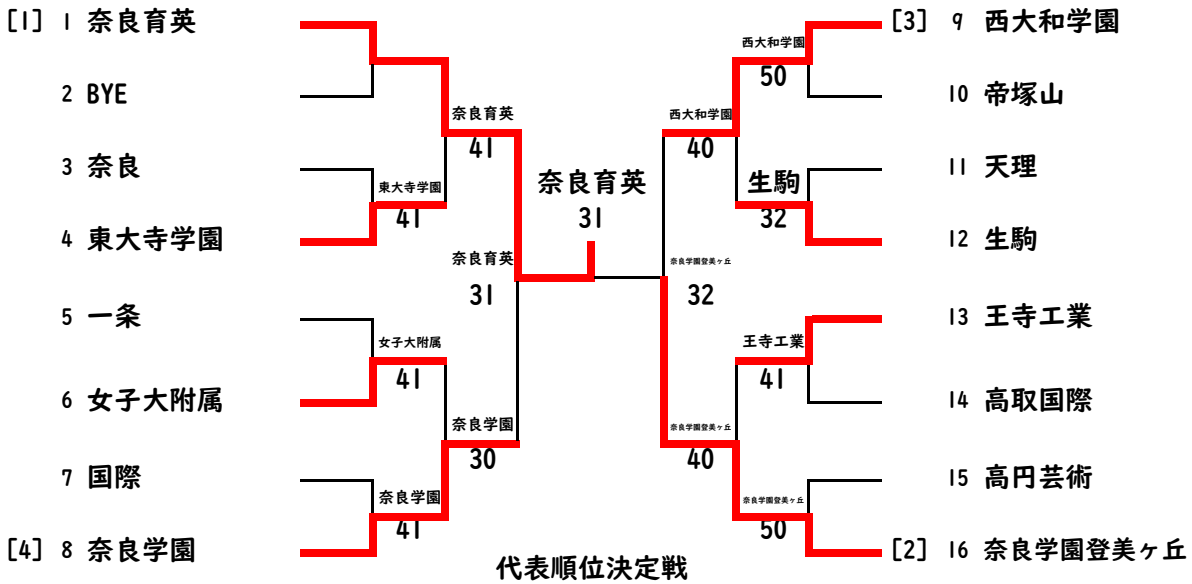 [1] 1 奈良育英
2 BYE
3 奈良
4 東大寺学園
5 一条
6 女子大附属
7 国際
[4] 8 奈良学園
東大寺学園
41
女子大附属
41
奈良学園
41
奈良育英
41
奈良学園
30
奈良育英
31
奈良育英
31
奈良学園登美ヶ丘
32
西大和学園
40
奈良学園登美ヶ丘
40
西大和学園
50
生駒
32
王寺工業
41
奈良学園登美ヶ丘
50
[3] 9 西大和学園
10 帝塚山
11 天理
12 生駒
13 王寺工業
14 高取国際
15 高円芸術
[2] 16 奈良学園登美ヶ丘
代表順位決定戦